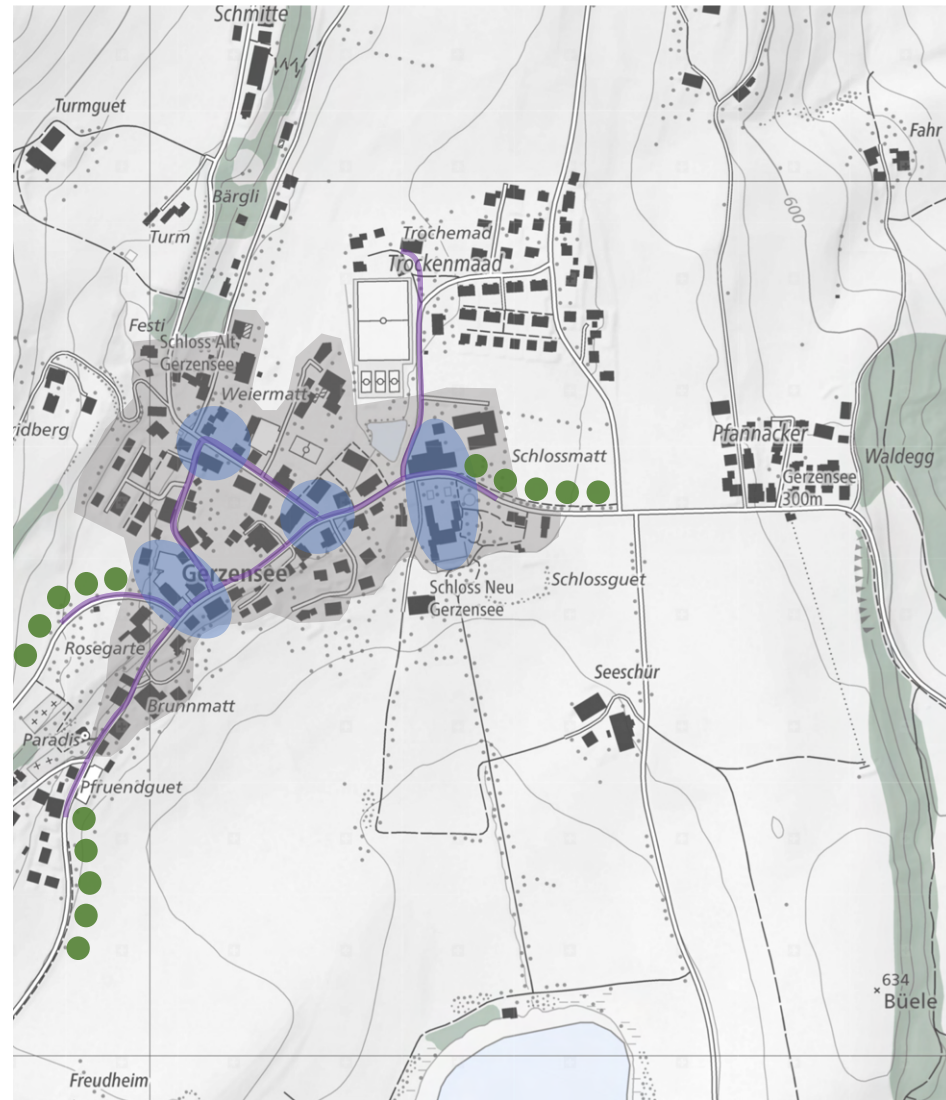 Schmitte
Turmguet
Fahr
Bärgli
600
Turm
Trochemad
Trockenmaad
Festi
Schloss Alt
Gerzensee
Weiermatt
ridberg
Pfannacker
Schlossmatt
Waldegg
Gerzensee
300m
Gerzensee
Schlossguet
Schloss Neu
Gerzensee
Rosegarte
Seeschür
Brunnmatt
Paradis
Pfruendguet
634
Büele
Freudheim